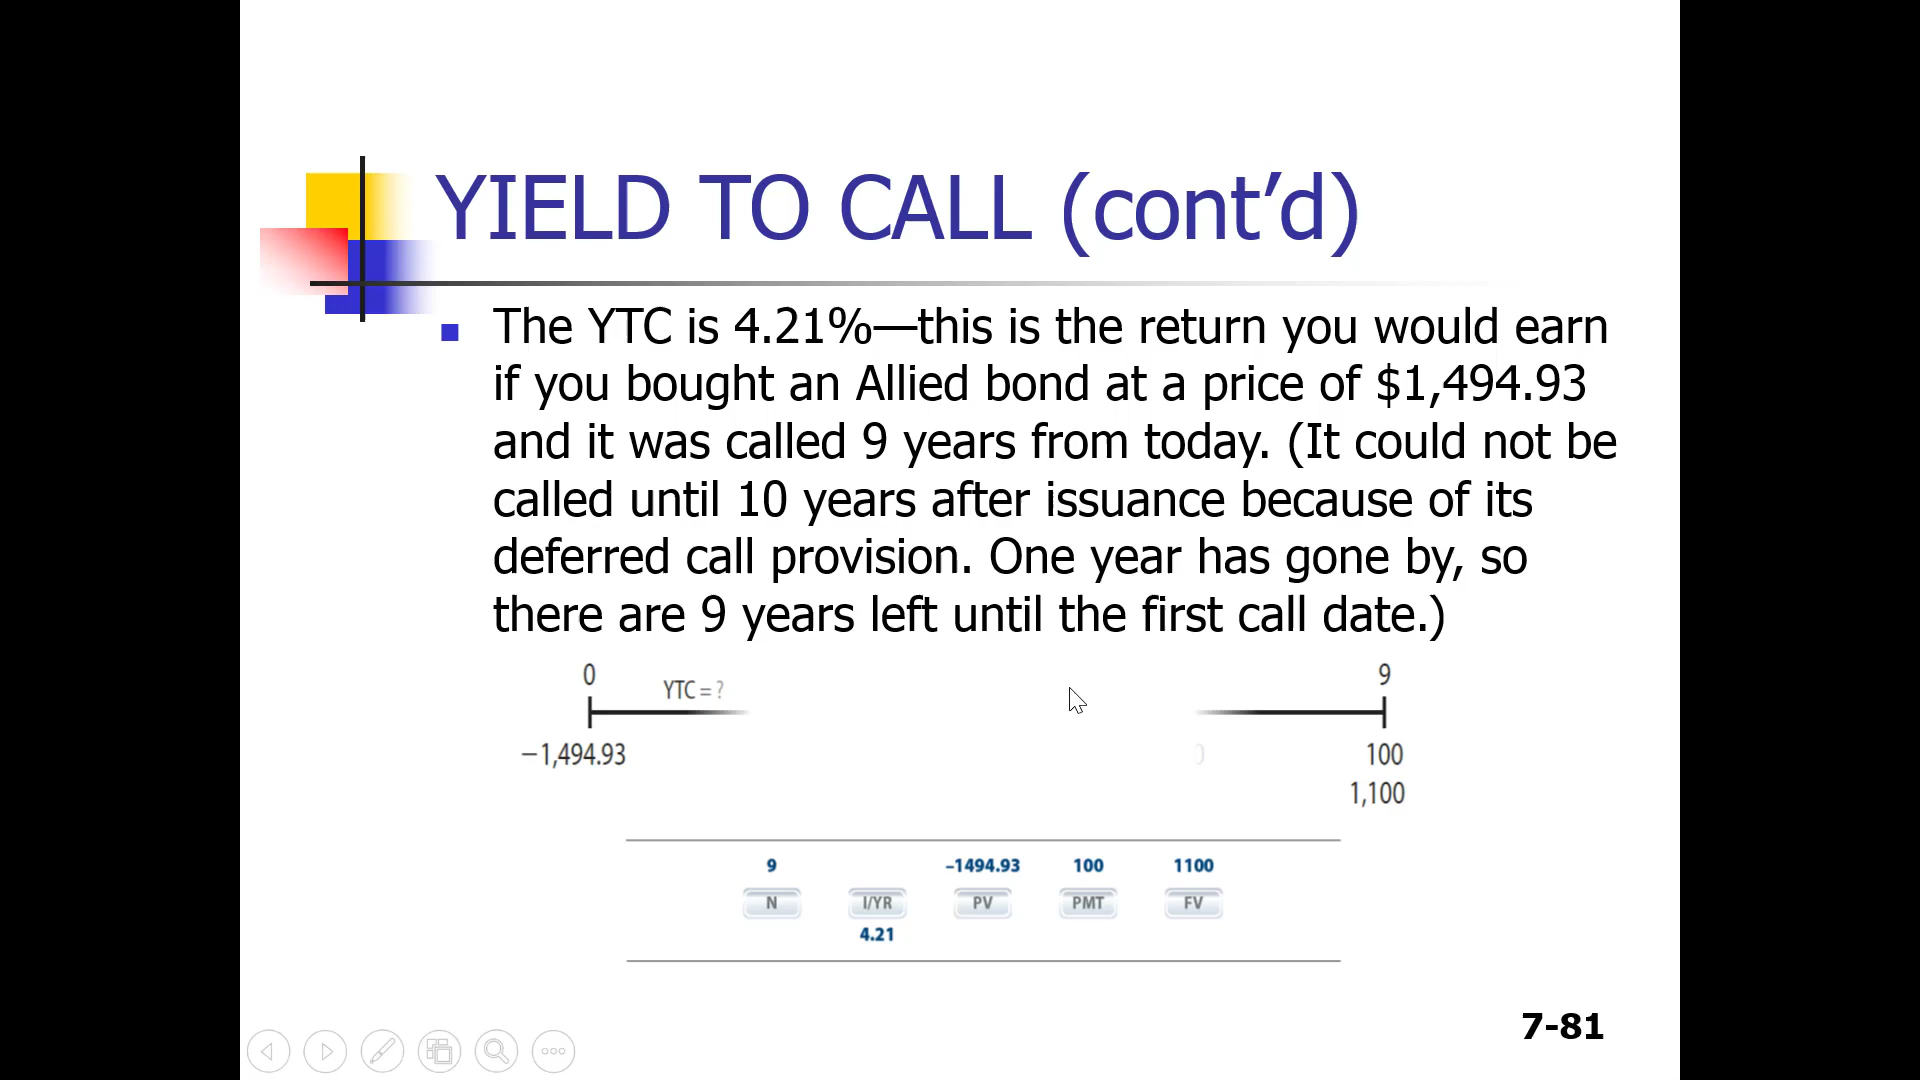 YIELD TO CALL (cont’d)
The YTC is 4.21%—this is the return you would earn
if you bought an Allied bond at a price of $1,494.93
and it was called 9 years from today. (It could not be
called until 10 years after issuance because of its
deferred call provision. One year has gone by, so
there are 9 years left until the first call date.)
0 9
YTC = ?
−1,494.93 100
1,100
9 –1494.93 100 1100
N I/YR PV PMT FV
4.21
7-81